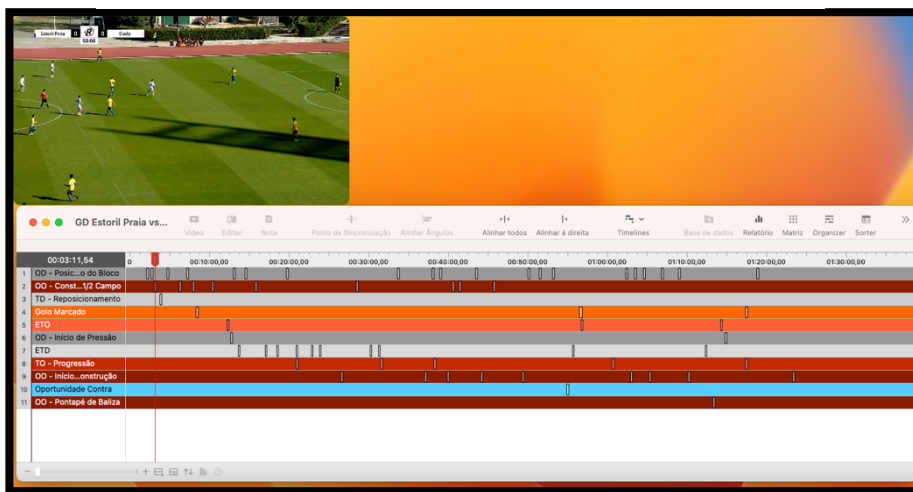 Estoril Praia 0 0 Vizela
03:08
GD Estoril Praia vs...
Video Editar Nota Ponto de Sincronização Alinhar Ângulos Alinhar todos Alinhar á direita Timelines Base de dados Relatório Matriz Organizer Sorter
00:03:11,54 0 00:10:00,00 00:20:00,00 00:30:00,00 00:40:00,00 00:50:00,00 01:00:00,00 01:10:00,00 01:20:00,00 01:30:00,00
1 OD - Posic...o do Bloco
2 OO - Const...1/2 Campo
3 TD - Reposicionamento
4 Golo Marcado
5 ETO
6 OD - Início de Pressão
7 ETD
8 TO - Progressão
9 OO - Início...onstrução
10 Oportunidade Contra
11 OO - Pontapé de Baliza